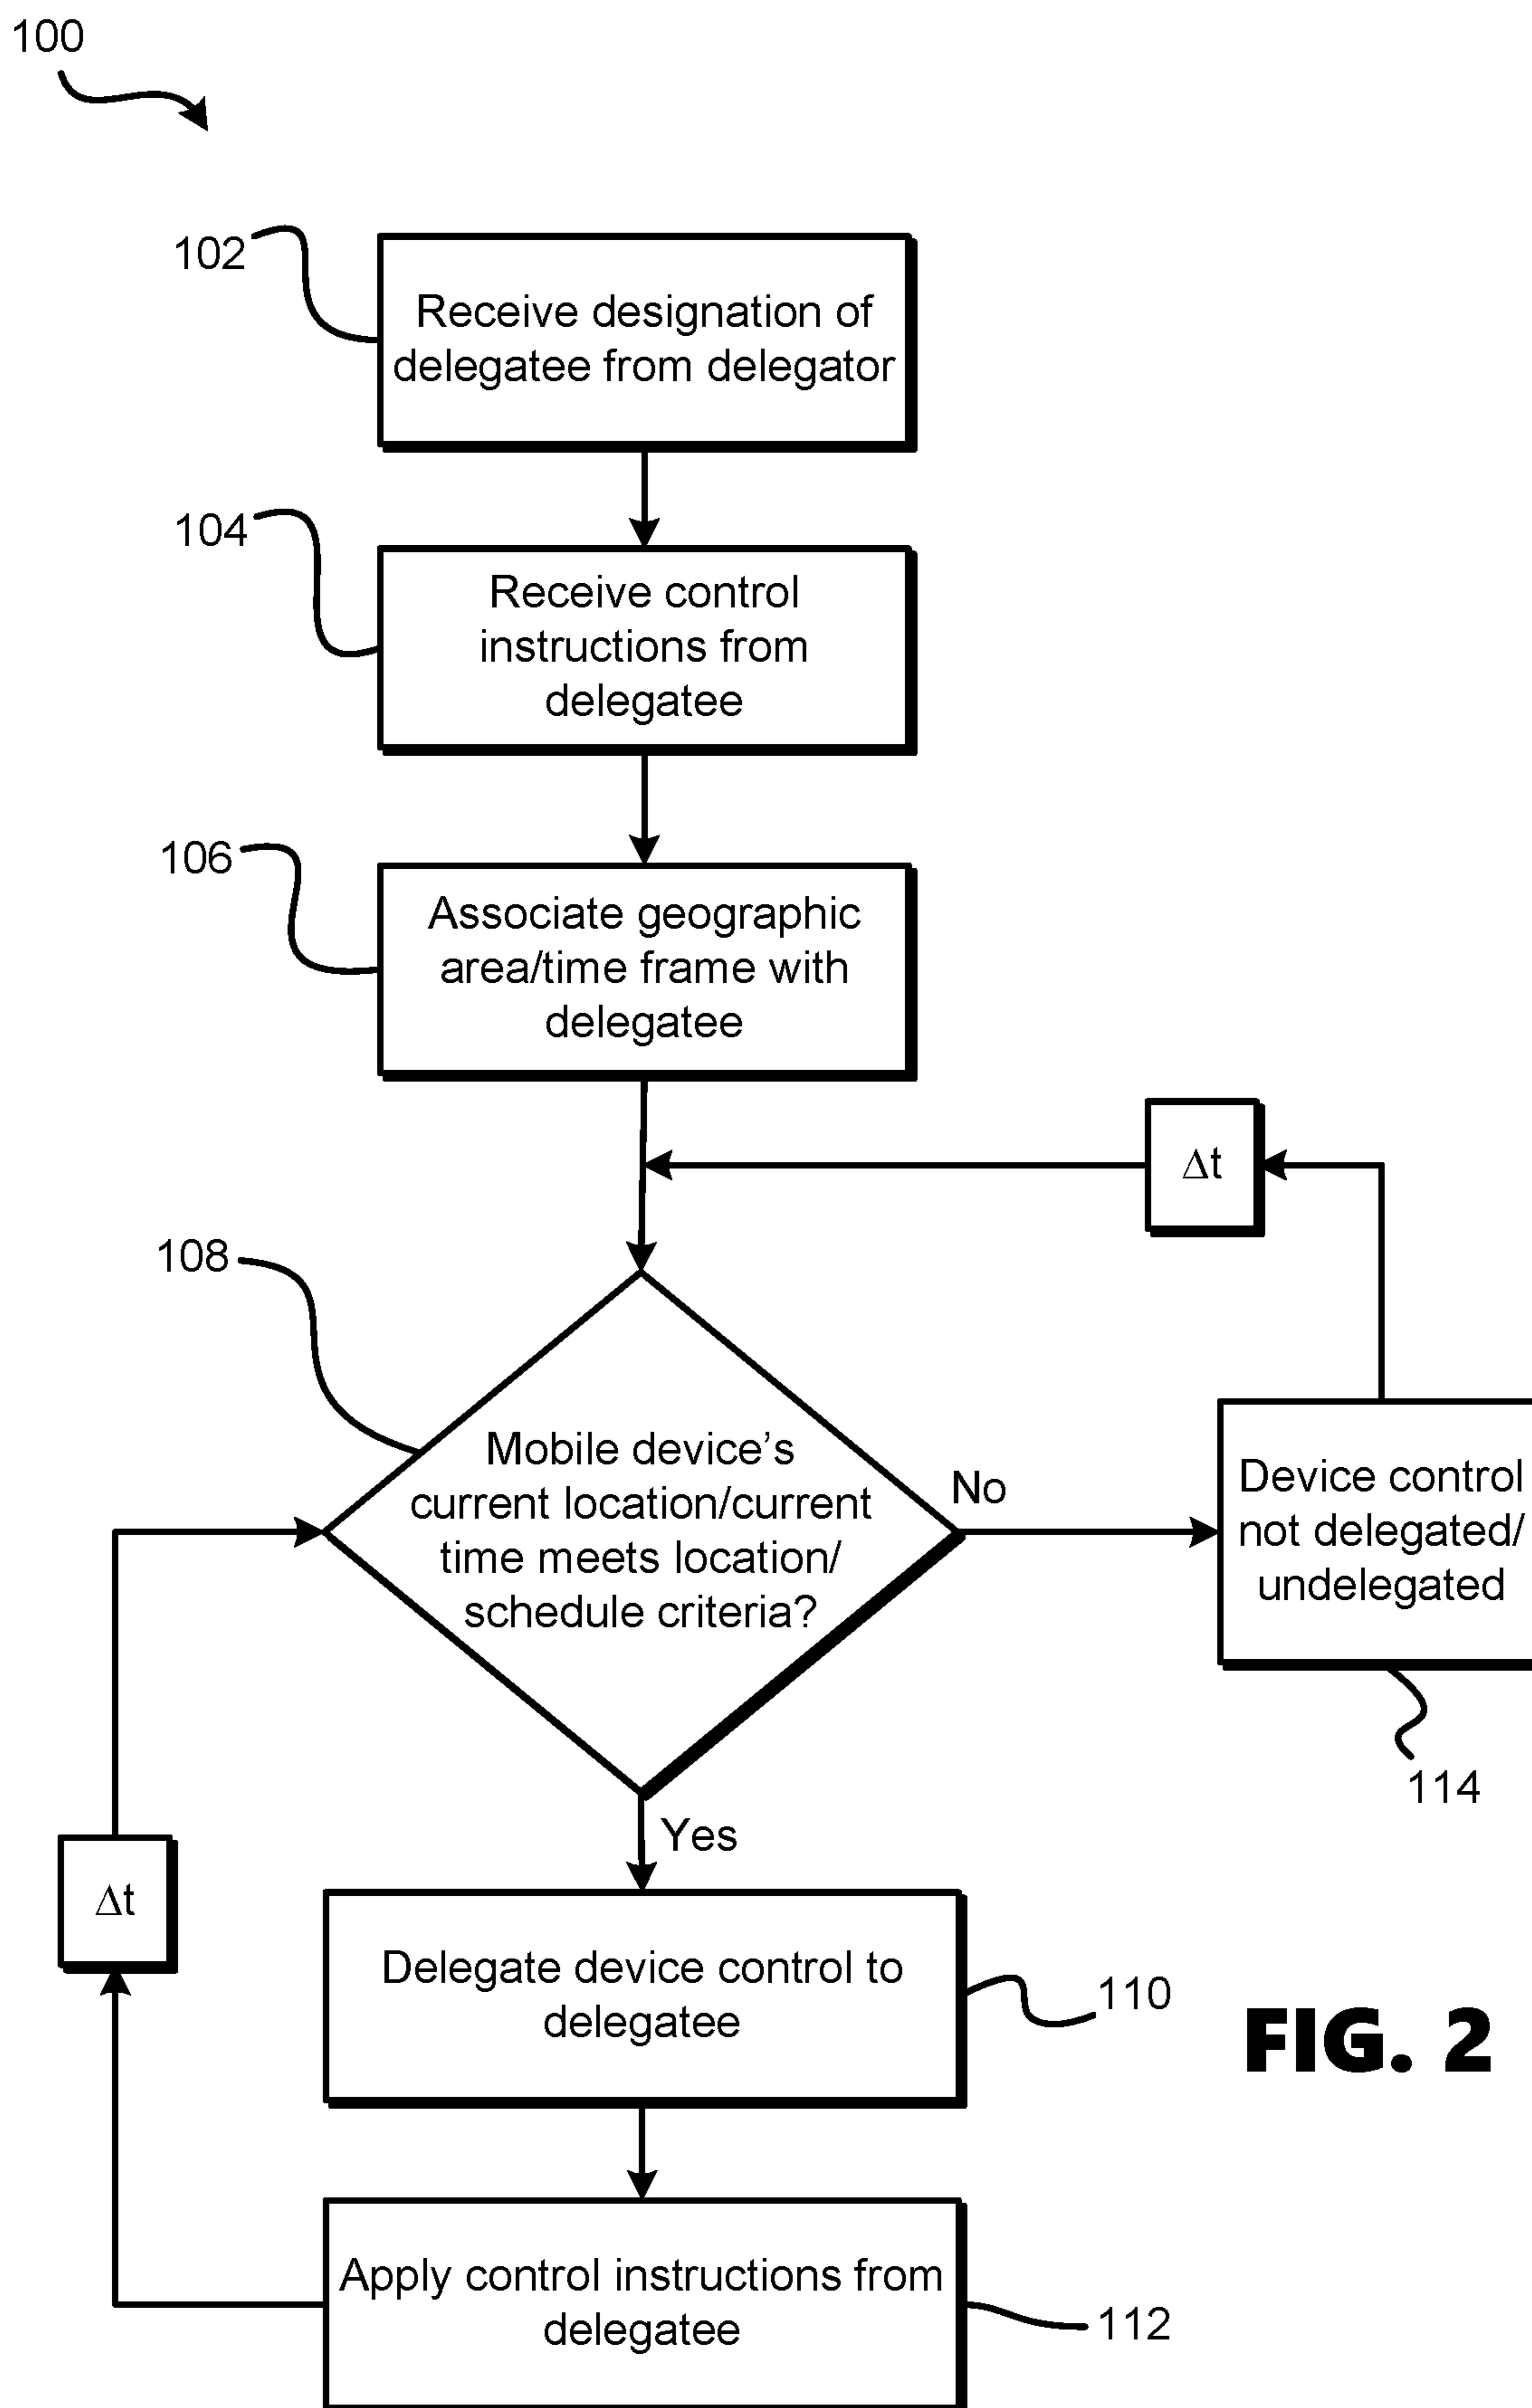 100
102
Receive designation of
delegatee from delegator
104
Receive control
instructions from
delegatee
106
Associate geographic
area/time frame with
delegatee
Δt
108
Mobile device’s
current location/current
time meets location/
schedule criteria?
No
Device control
not delegated/
undelegated
114
Yes
Δt
Delegate device control to
delegatee
110
FIG. 2
Apply control instructions from
delegatee
112